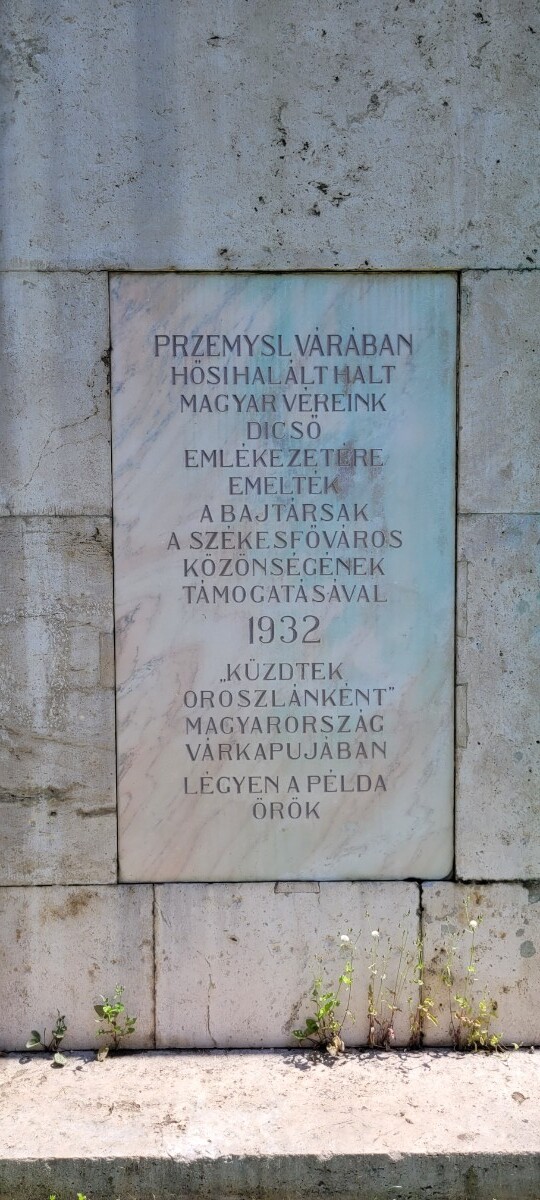 PRZEMYSL VÁRÁBAN
HŐSI HALÁLT HALT
MAGYAR VÉREINK
DICSŐ
EMLÉKEZETÉRE
EMELTÉK
A BAJTÁRSAK
A SZÉKESFŐVÁROS
KÖZÖNSÉGÉNEK
TÁMOGATÁSÁVAL
1932
„KÜZDTEK
OROSZLÁNKÉNT"
MAGYARORSZÁG
VÁRKAPUJÁBAN
LÉGYEN A PÉLDA
ÖRÖK